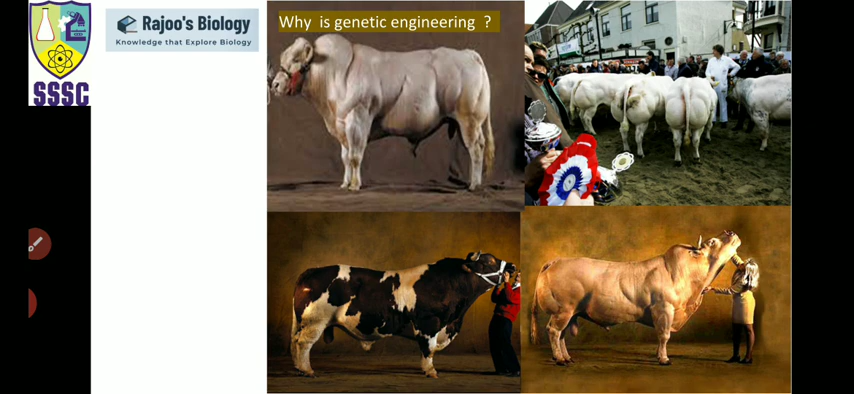 SSSC
Rajoo's Biology
Knowledge that Explore Biology
Why is genetic engineering ?